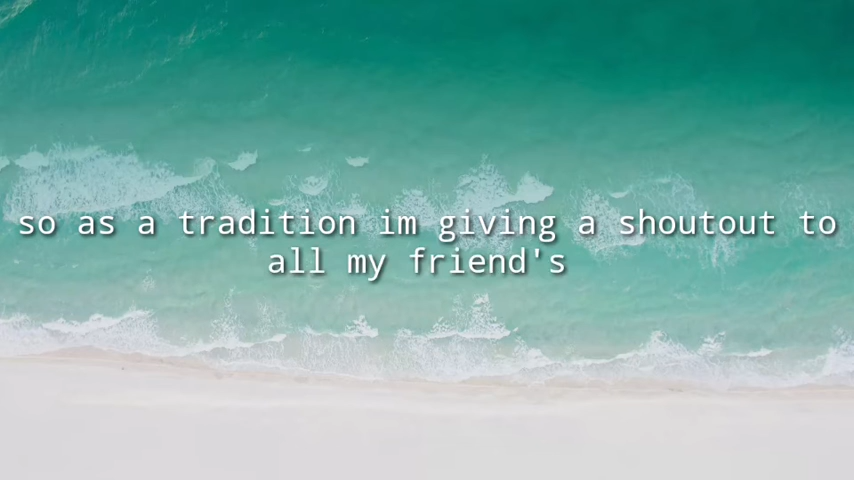 so as a tradition im giving a shoutout to
all my friend's